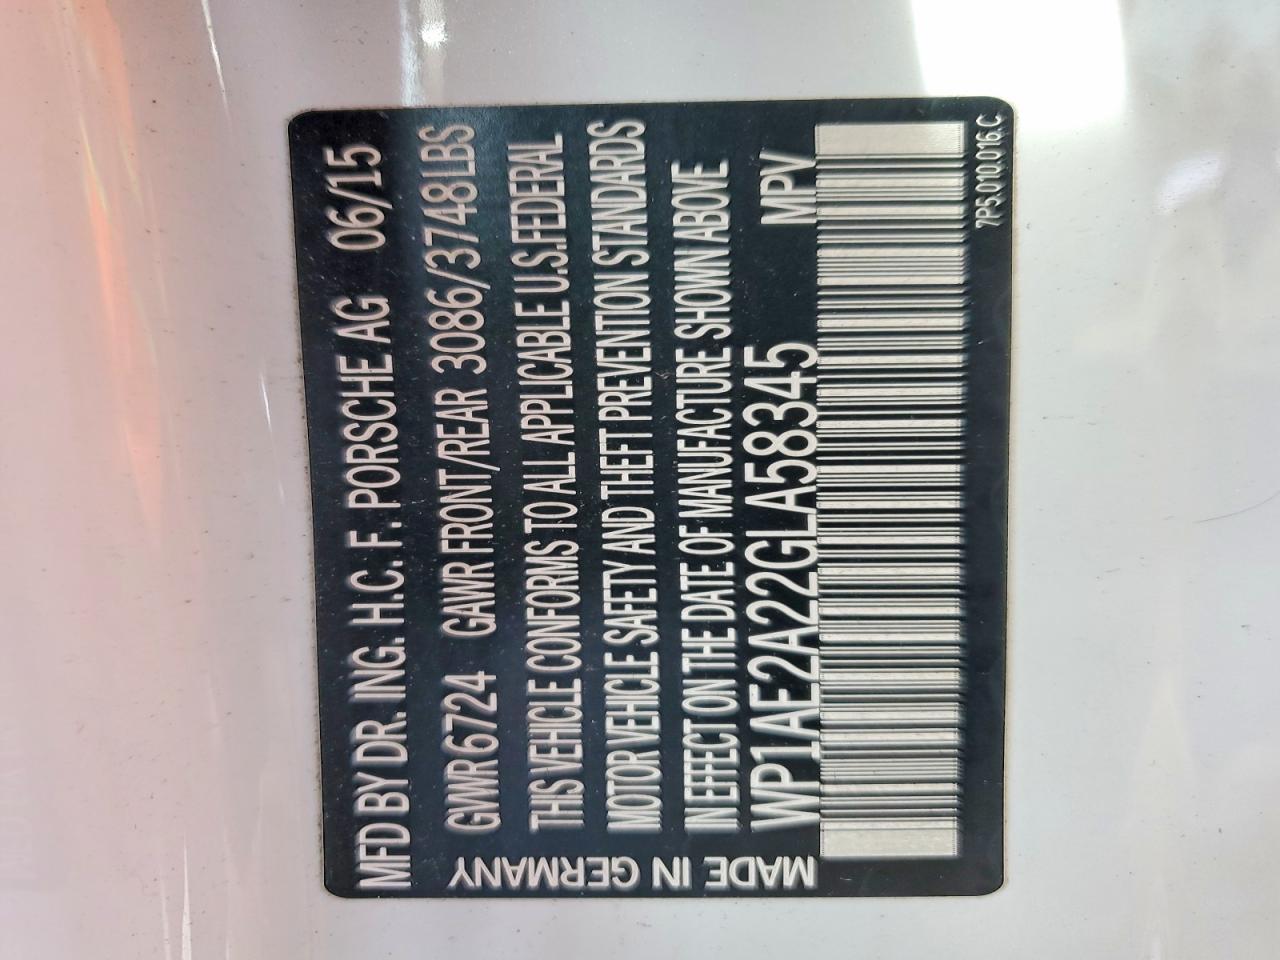 MFD BY DR. ING. H.C. F. PORSCHE AG 06/15
GVWR 6724 GAWR FRONT/REAR 3086/3748LBS
THIS VEHICLE CONFORMS TO ALL APPLICABLE U.S.FEDERAL
MOTOR VEHICLE SAFETY AND THEFT PREVENTION STANDARDS
IN EFFECT ON THE DATE OF MANUFACTURE SHOWN ABOVE
WP1AE2A22GLA58345 MPV
7P5.010.016.C
MADE IN GERMANY